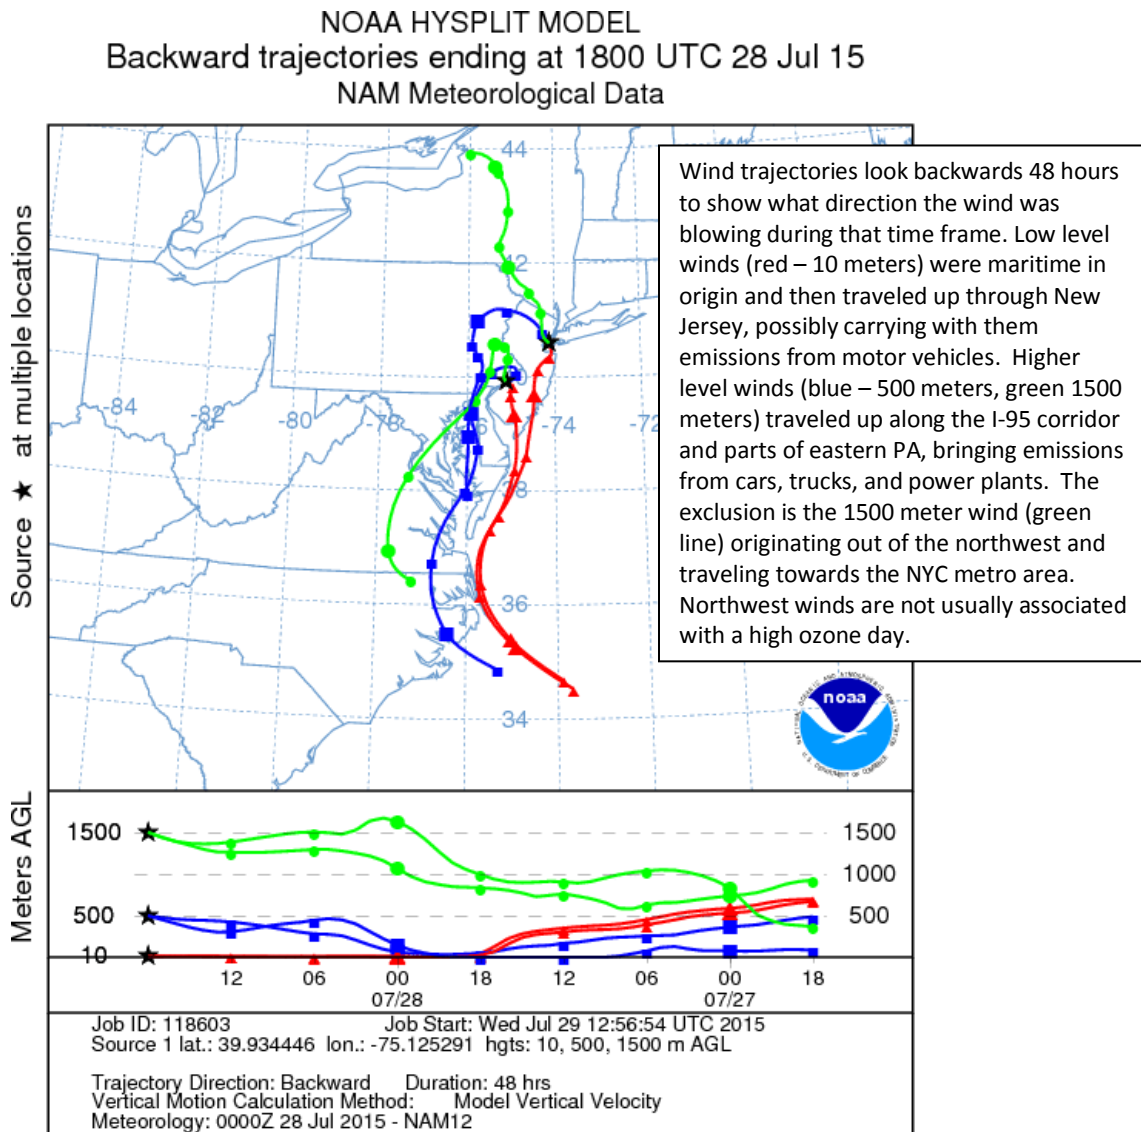 NOAA HYSPLIT MODEL
Backward trajectories ending at 1800 UTC 28 Jul 15
NAM Meteorological Data
Source ★ at multiple locations
44
42
-84
-82
-80
-78
-74
-72
38
36
34
Wind trajectories look backwards 48 hours
to show what direction the wind was
blowing during that time frame. Low level
winds (red – 10 meters) were maritime in
origin and then traveled up through New
Jersey, possibly carrying with them
emissions from motor vehicles.  Higher
level winds (blue – 500 meters, green 1500
meters) traveled up along the I-95 corridor
and parts of eastern PA, bringing emissions
from cars, trucks, and power plants.  The
exclusion is the 1500 meter wind (green
line) originating out of the northwest and
traveling towards the NYC metro area.
Northwest winds are not usually associated
with a high ozone day.
noaa
Meters AGL
1500
500
10
1500
1000
500
12 06 00 18 12 06 00 18
07/28 07/27
Job ID: 118603 Job Start: Wed Jul 29 12:56:54 UTC 2015
Source 1 lat.: 39.934446 lon.: -75.125291 hgts: 10, 500, 1500 m AGL
Trajectory Direction: Backward Duration: 48 hrs
Vertical Motion Calculation Method: Model Vertical Velocity
Meteorology: 0000Z 28 Jul 2015 - NAM12